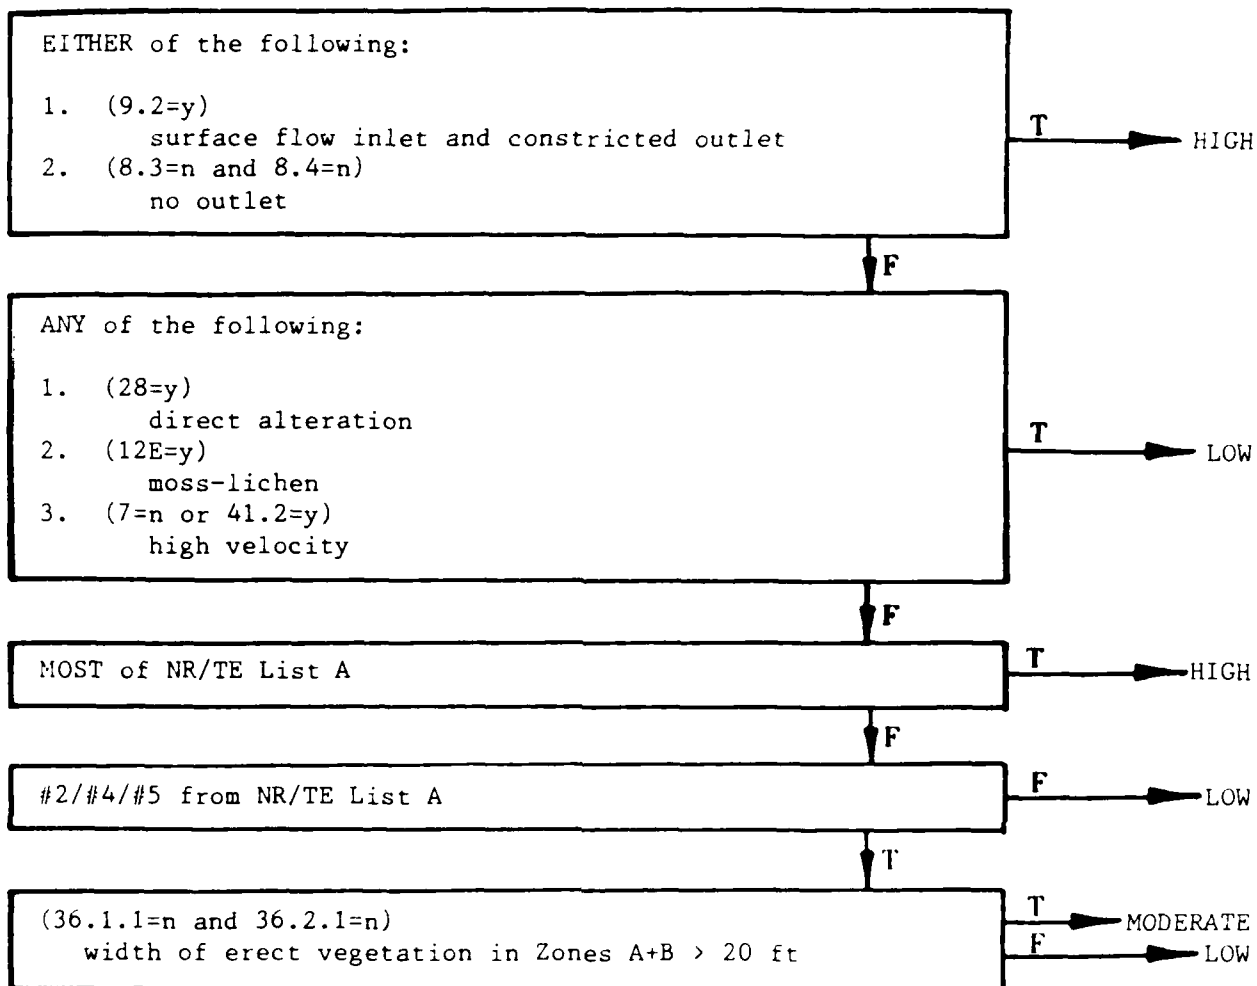 EITHER of the following:
1. (9.2=y)
surface flow inlet and constricted outlet
2. (8.3=n and 8.4=n)
no outlet
T
HIGH
F
ANY of the following:
1. (28=y)
direct alteration
2. (12E=y)
moss-lichen
3. (7=n or 41.2=y)
high velocity
T
LOW
F
MOST of NR/TE List A
T
HIGH
F
#2/#4/#5 from NR/TE List A
F
LOW
T
(36.1.1=n and 36.2.1=n)
width of erect vegetation in Zones A+B > 20 ft
T
MODERATE
F
LOW